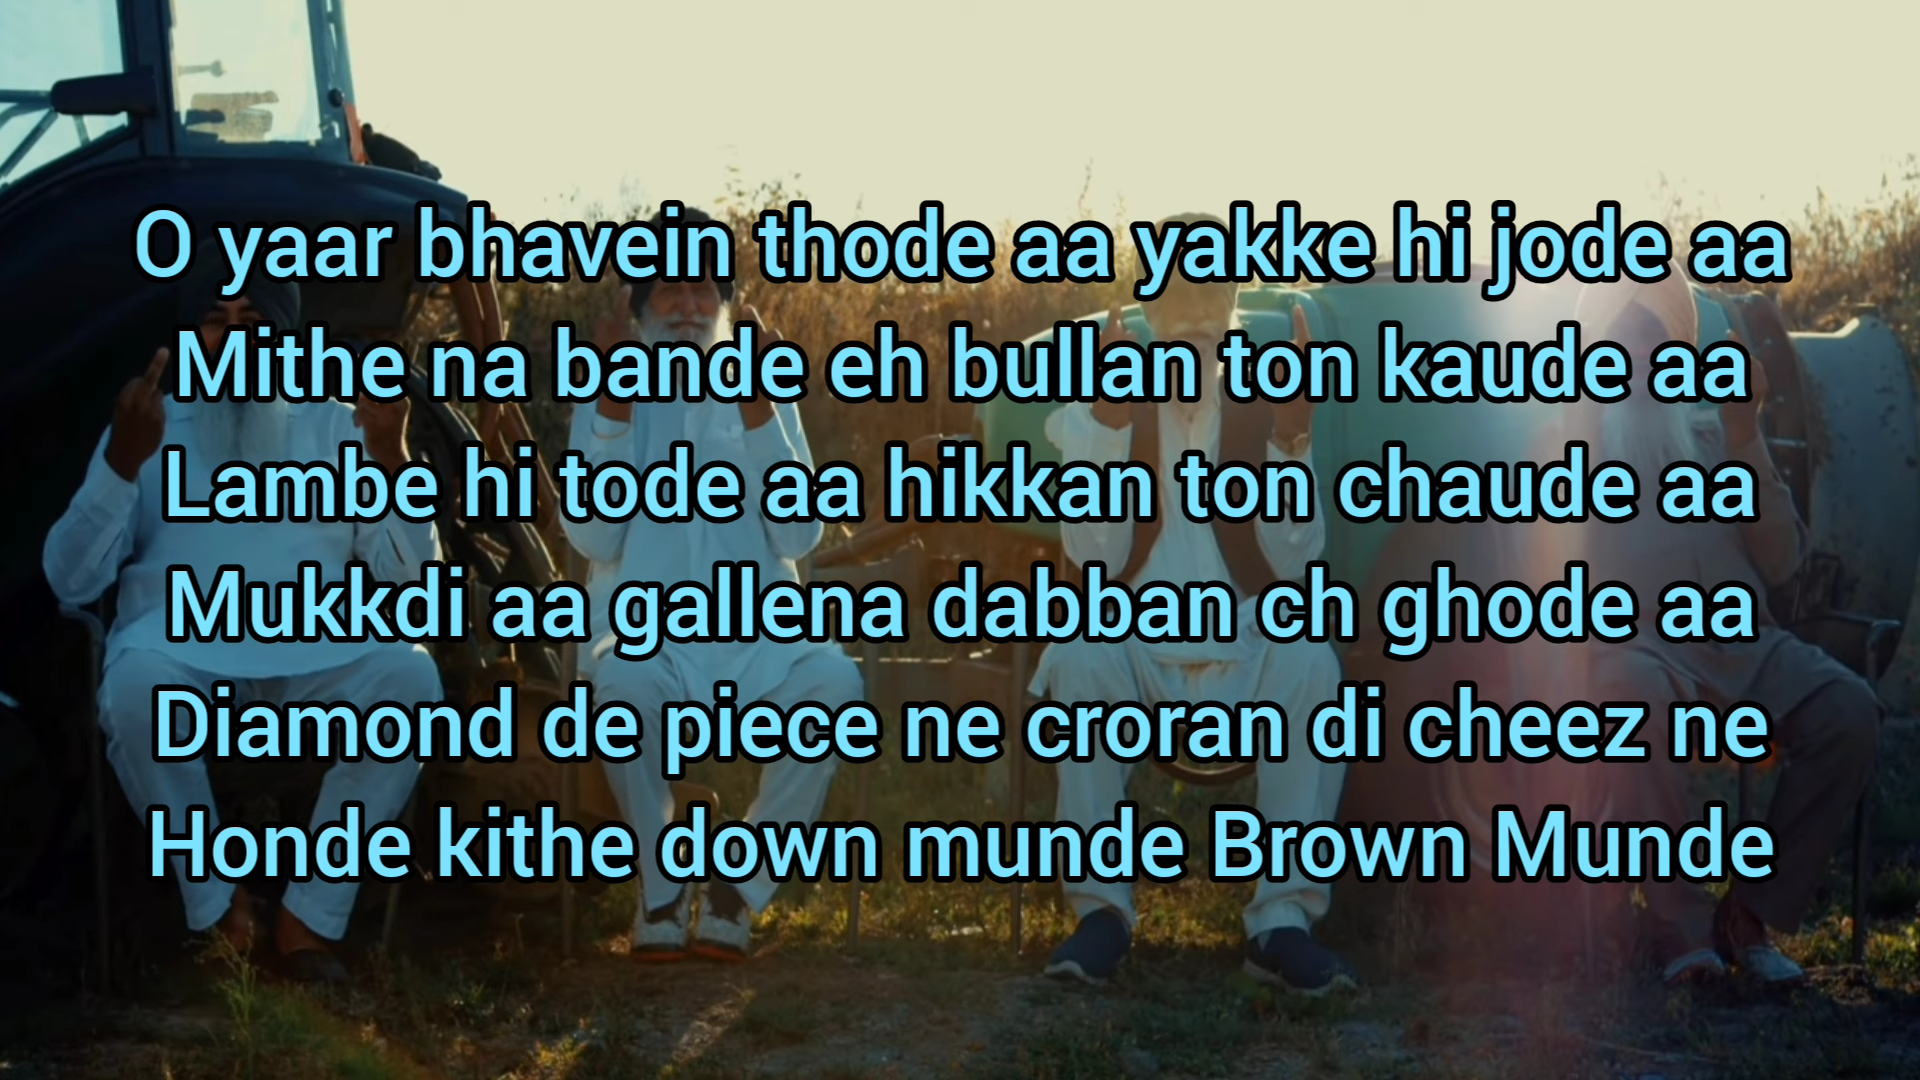 O yaar bhavein thode aa yakke hi jode aa
Mithe na bande eh bullan ton kaude aa
Lambe hi tode aa hikkan ton chaude aa
Mukkdi aa gallena dabban ch ghode aa
Diamond de piece ne croran di cheez ne
Honde kithe down munde Brown Munde